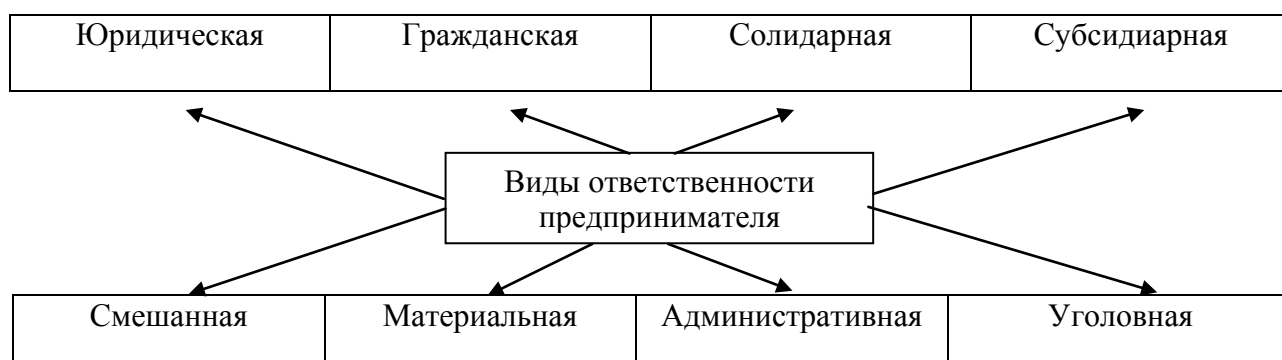 Юридическая Гражданская Солидарная Субсидиарная
Виды ответственности
предпринимателя
Смешанная Материальная Административная Уголовная